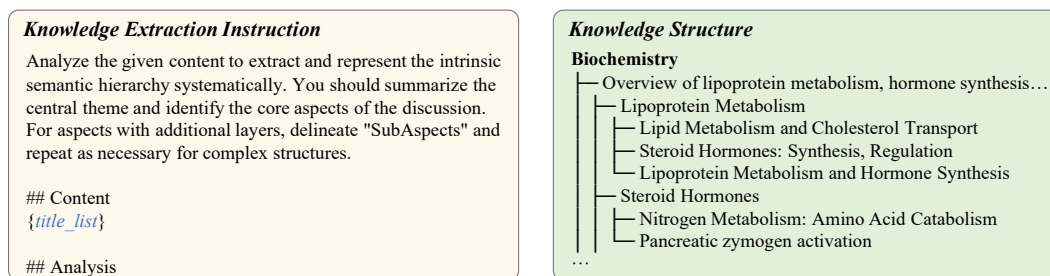 Knowledge Extraction Instruction
Analyze the given content to extract and represent the intrinsic
semantic hierarchy systematically. You should summarize the
central theme and identify the core aspects of the discussion.
For aspects with additional layers, delineate "SubAspects" and
repeat as necessary for complex structures.
## Content
{title_list}
## Analysis
Knowledge Structure
Biochemistry
Overview of lipoprotein metabolism, hormone synthesis…
Lipoprotein Metabolism
Lipid Metabolism and Cholesterol Transport
Steroid Hormones: Synthesis, Regulation
Lipoprotein Metabolism and Hormone Synthesis
Steroid Hormones
Nitrogen Metabolism: Amino Acid Catabolism
Pancreatic zymogen activation
…